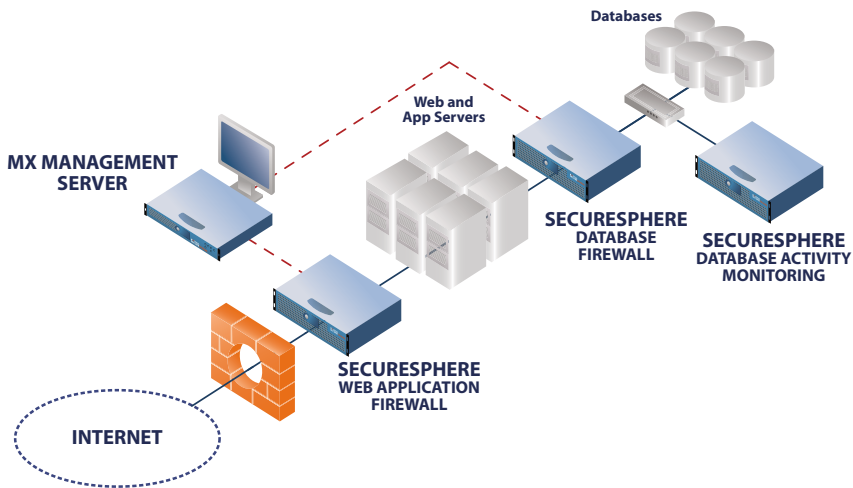 Databases
Web and
App Servers
MX MANAGEMENT
SERVER
SECURESPHERE
DATABASE
FIREWALL
SECURESPHERE
DATABASE ACTIVITY
MONITORING
SECURESPHERE
WEB APPLICATION
FIREWALL
INTERNET